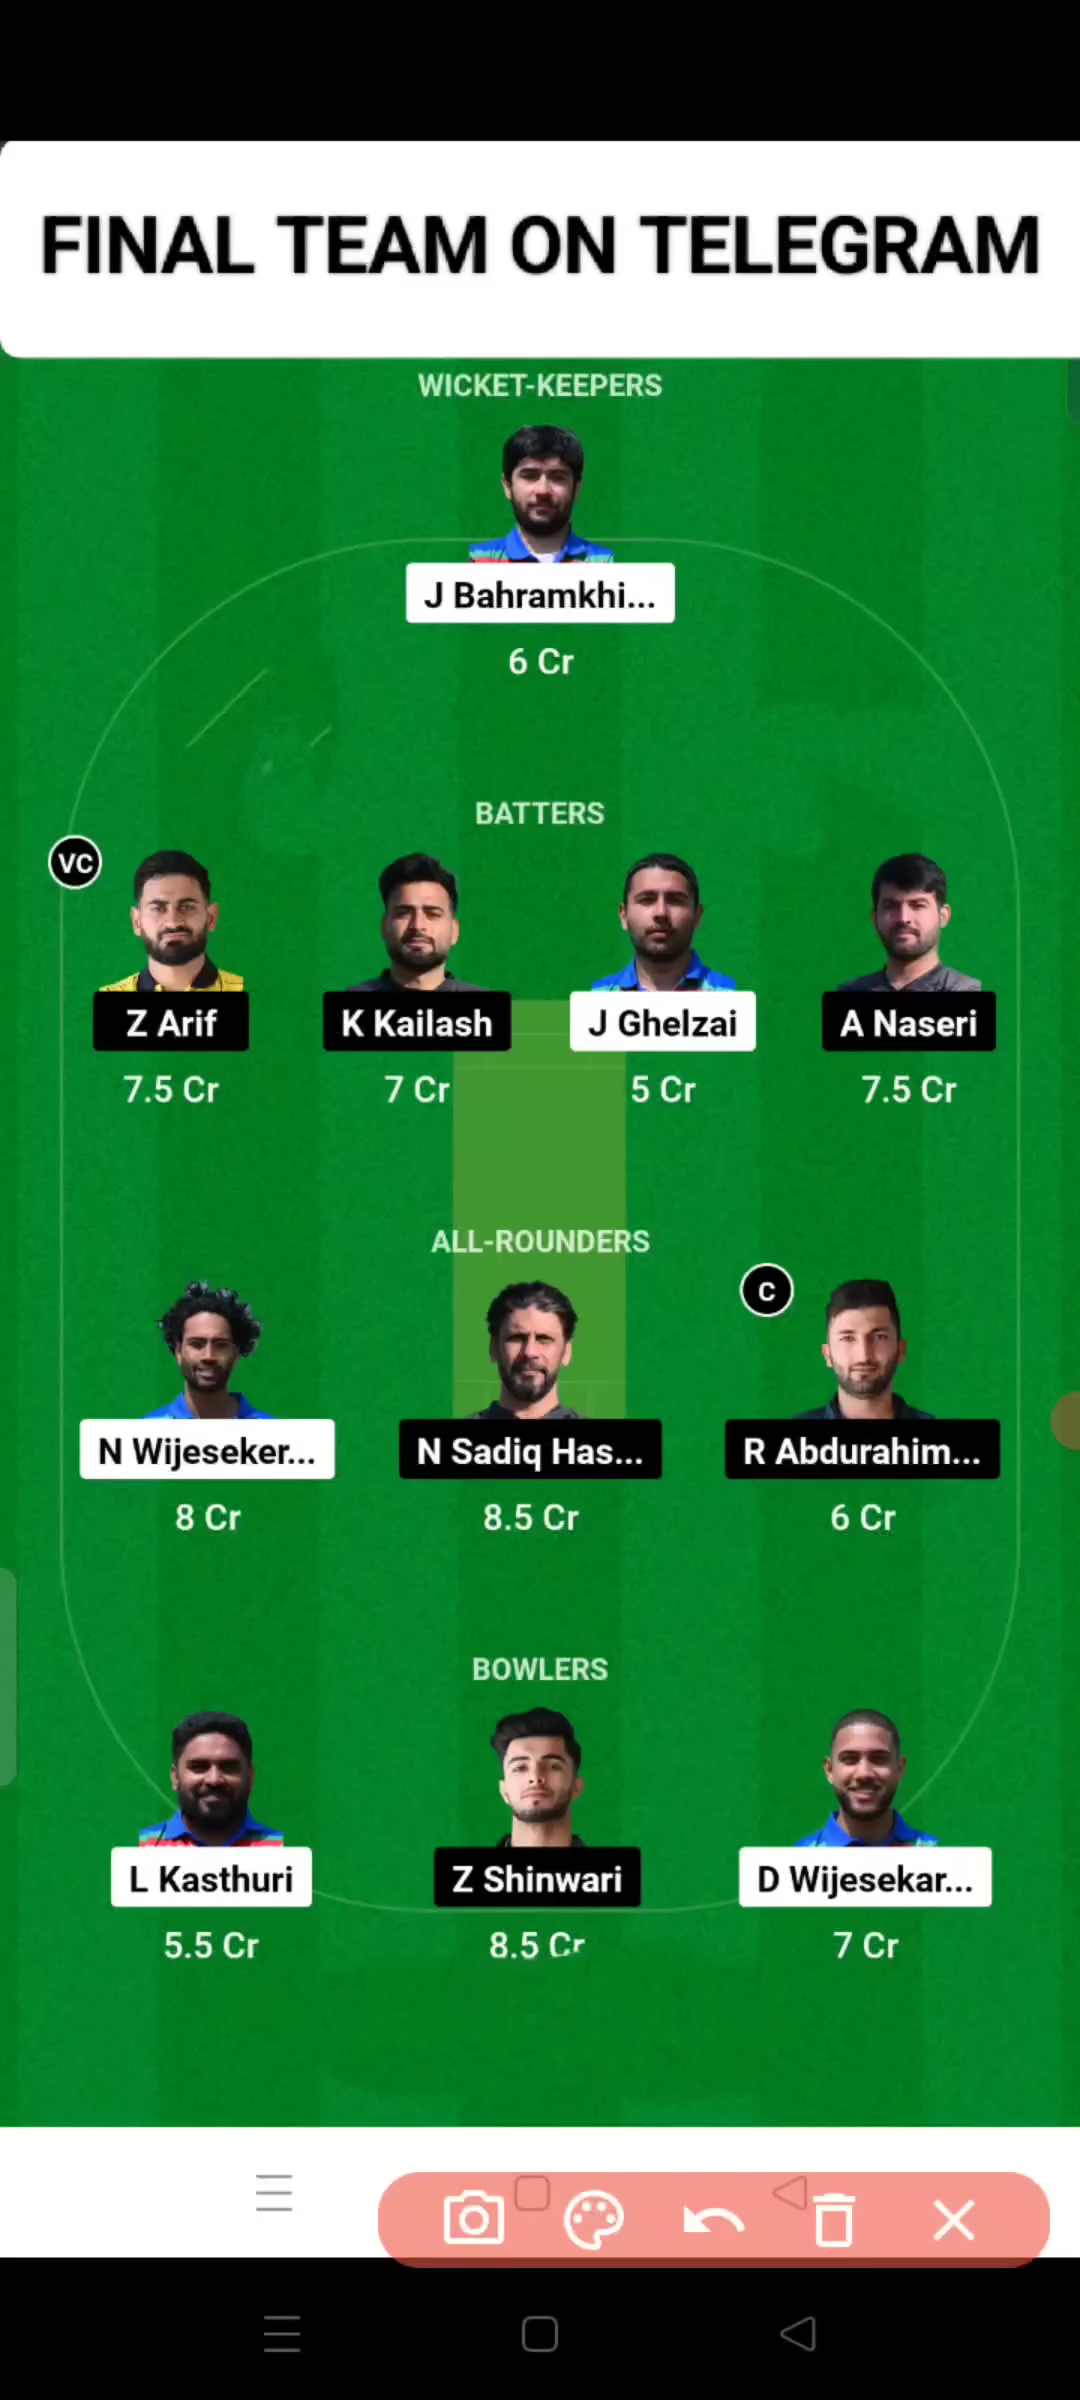 FINAL TEAM ON TELEGRAM
WICKET-KEEPERS
J Bahramkhi...
6 Cr
BATTERS
VC
Z Arif
K Kailash
J Ghelzai
A Naseri
7.5 Cr
7 Cr
5 Cr
7.5 Cr
ALL-ROUNDERS
C
N Wijeseker...
N Sadiq Has...
R Abdurahim...
8 Cr
8.5 Cr
6 Cr
BOWLERS
L Kasthuri
Z Shinwari
D Wijesekar...
5.5 Cr
8.5 Cr
7 Cr